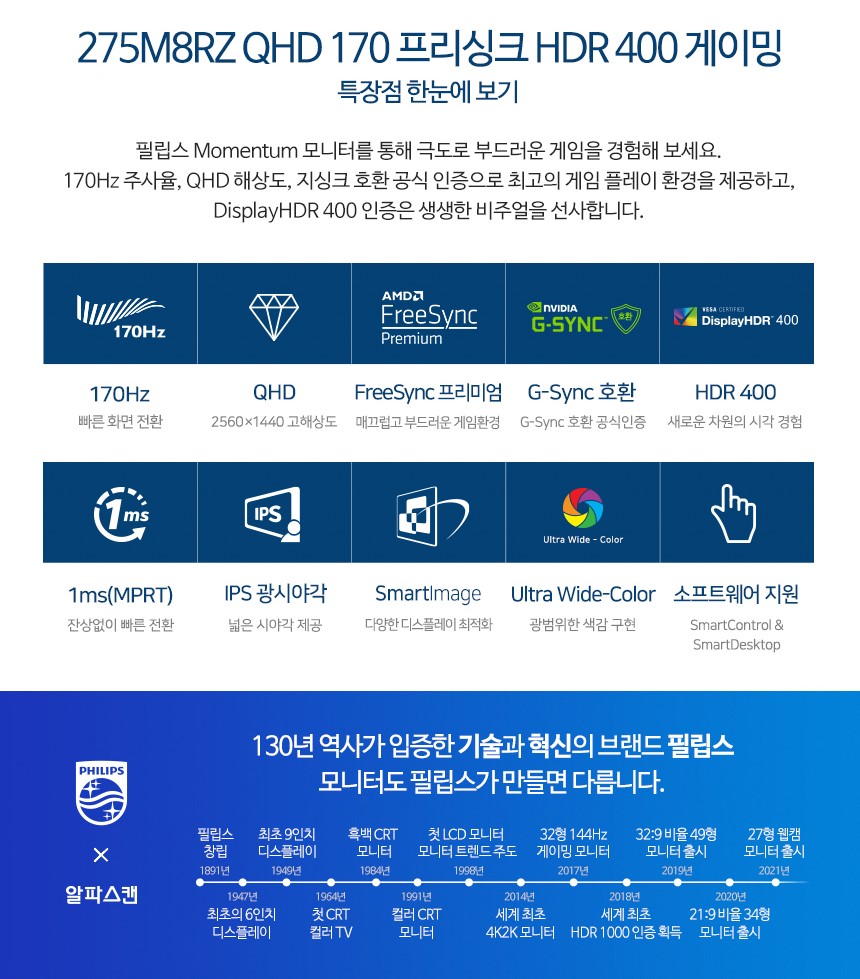 275M8RZ QHD 170 프리싱크 HDR 400 게이밍
특장점 한눈에 보기
필립스 Momentum 모니터를 통해 극도로 부드러운 게임을 경험해 보세요.
170Hz 주사율, QHD 해상도, 지싱크 호환 공식 인증으로 최고의 게임 플레이 환경을 제공하고,
DisplayHDR 400 인증은 생생한 비주얼을 선사합니다.
170Hz
AMD
FreeSync
Premium
NVIDIA
G-SYNC™ 호환
VESA CERTIFIED
DisplayHDR™ 400
170Hz
빠른 화면 전환
QHD
2560×1440 고해상도
FreeSync 프리미엄
매끄럽고 부드러운 게임환경
G-Sync 호환
G-Sync 호환 공식인증
HDR 400
새로운 차원의 시각 경험
1ms
IPS
Ultra Wide - Color
1ms(MPRT)
잔상없이 빠른 전환
IPS 광시야각
넓은 시야각 제공
SmartImage
다양한 디스플레이 최적화
Ultra Wide-Color
광범위한 색감 구현
소프트웨어 지원
SmartControl &
SmartDesktop
130년 역사가 입증한 기술과 혁신의 브랜드 필립스
모니터도 필립스가 만들면 다릅니다.
PHILIPS
×
알파스캔
필립스
창립
1891년
최초의 6인치
디스플레이
1947년
최초 9인치
디스플레이
1949년
1964년
첫 CRT
컬러 TV
흑백 CRT
모니터
1984년
1991년
컬러 CRT
모니터
첫 LCD 모니터
모니터 트렌드 주도
1998년
2014년
세계 최초
4K2K 모니터
32형 144Hz
게이밍 모니터
2017년
2018년
세계 최초
HDR 1000 인증 획득
32:9 비율 49형
모니터 출시
2019년
2020년
21:9 비율 34형
모니터 출시
27형 웹캠
모니터 출시
2021년